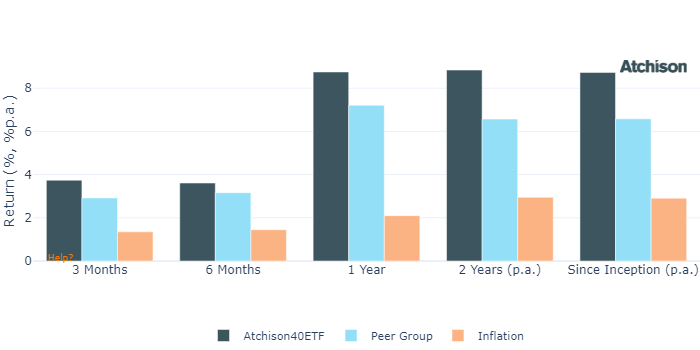 Atchison
Return (%, %p.a.)
8
6
4
2
0
Help?
3 Months
6 Months
1 Year
2 Years (p.a.)
Since Inception (p.a.)
Atchison40ETF
Peer Group
Inflation